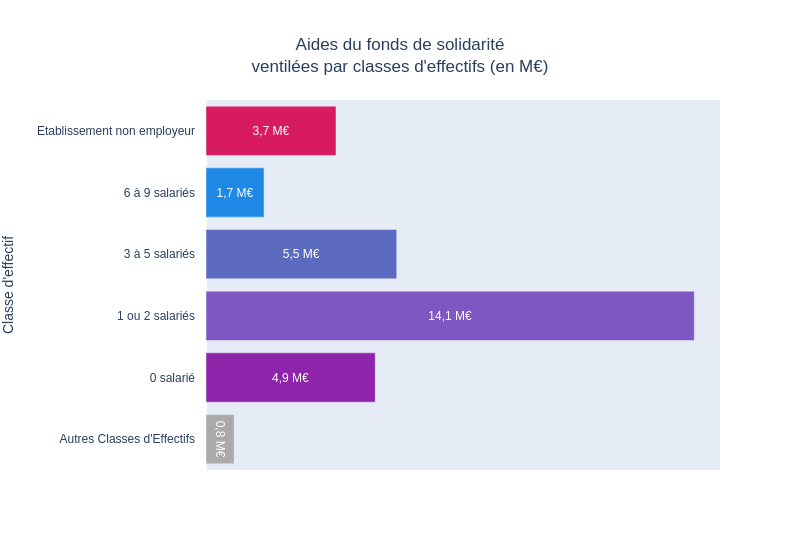 Aides du fonds de solidarité
ventilées par classes d'effectifs (en M€)
Classe d'effectif
Etablissement non employeur
3,7 M€
6 à 9 salariés
1,7 M€
3 à 5 salariés
5,5 M€
1 ou 2 salariés
14,1 M€
0 salarié
4,9 M€
Autres Classes d'Effectifs
0,8 M€